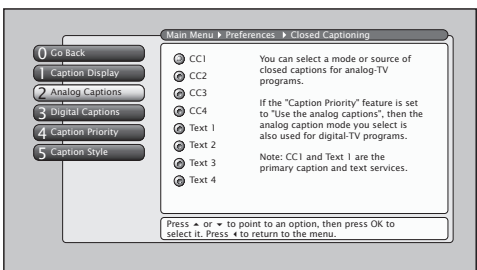 Main Menu ▶ Preferences ▶ Closed Captioning
0 Go Back
1 Caption Display
2 Analog Captions
3 Digital Captions
4 Caption Priority
5 Caption Style
CC1
CC2
CC3
CC4
Text 1
Text 2
Text 3
Text 4
You can select a mode or source of
closed captions for analog-TV
programs.
If the "Caption Priority" feature is set
to "Use the analog captions", then the
analog caption mode you select is
also used for digital-TV programs.
Note: CC1 and Text 1 are the
primary caption and text services.
Press ▲ or ▼ to point to an option, then press OK to
select it. Press ◀ to return to the menu.